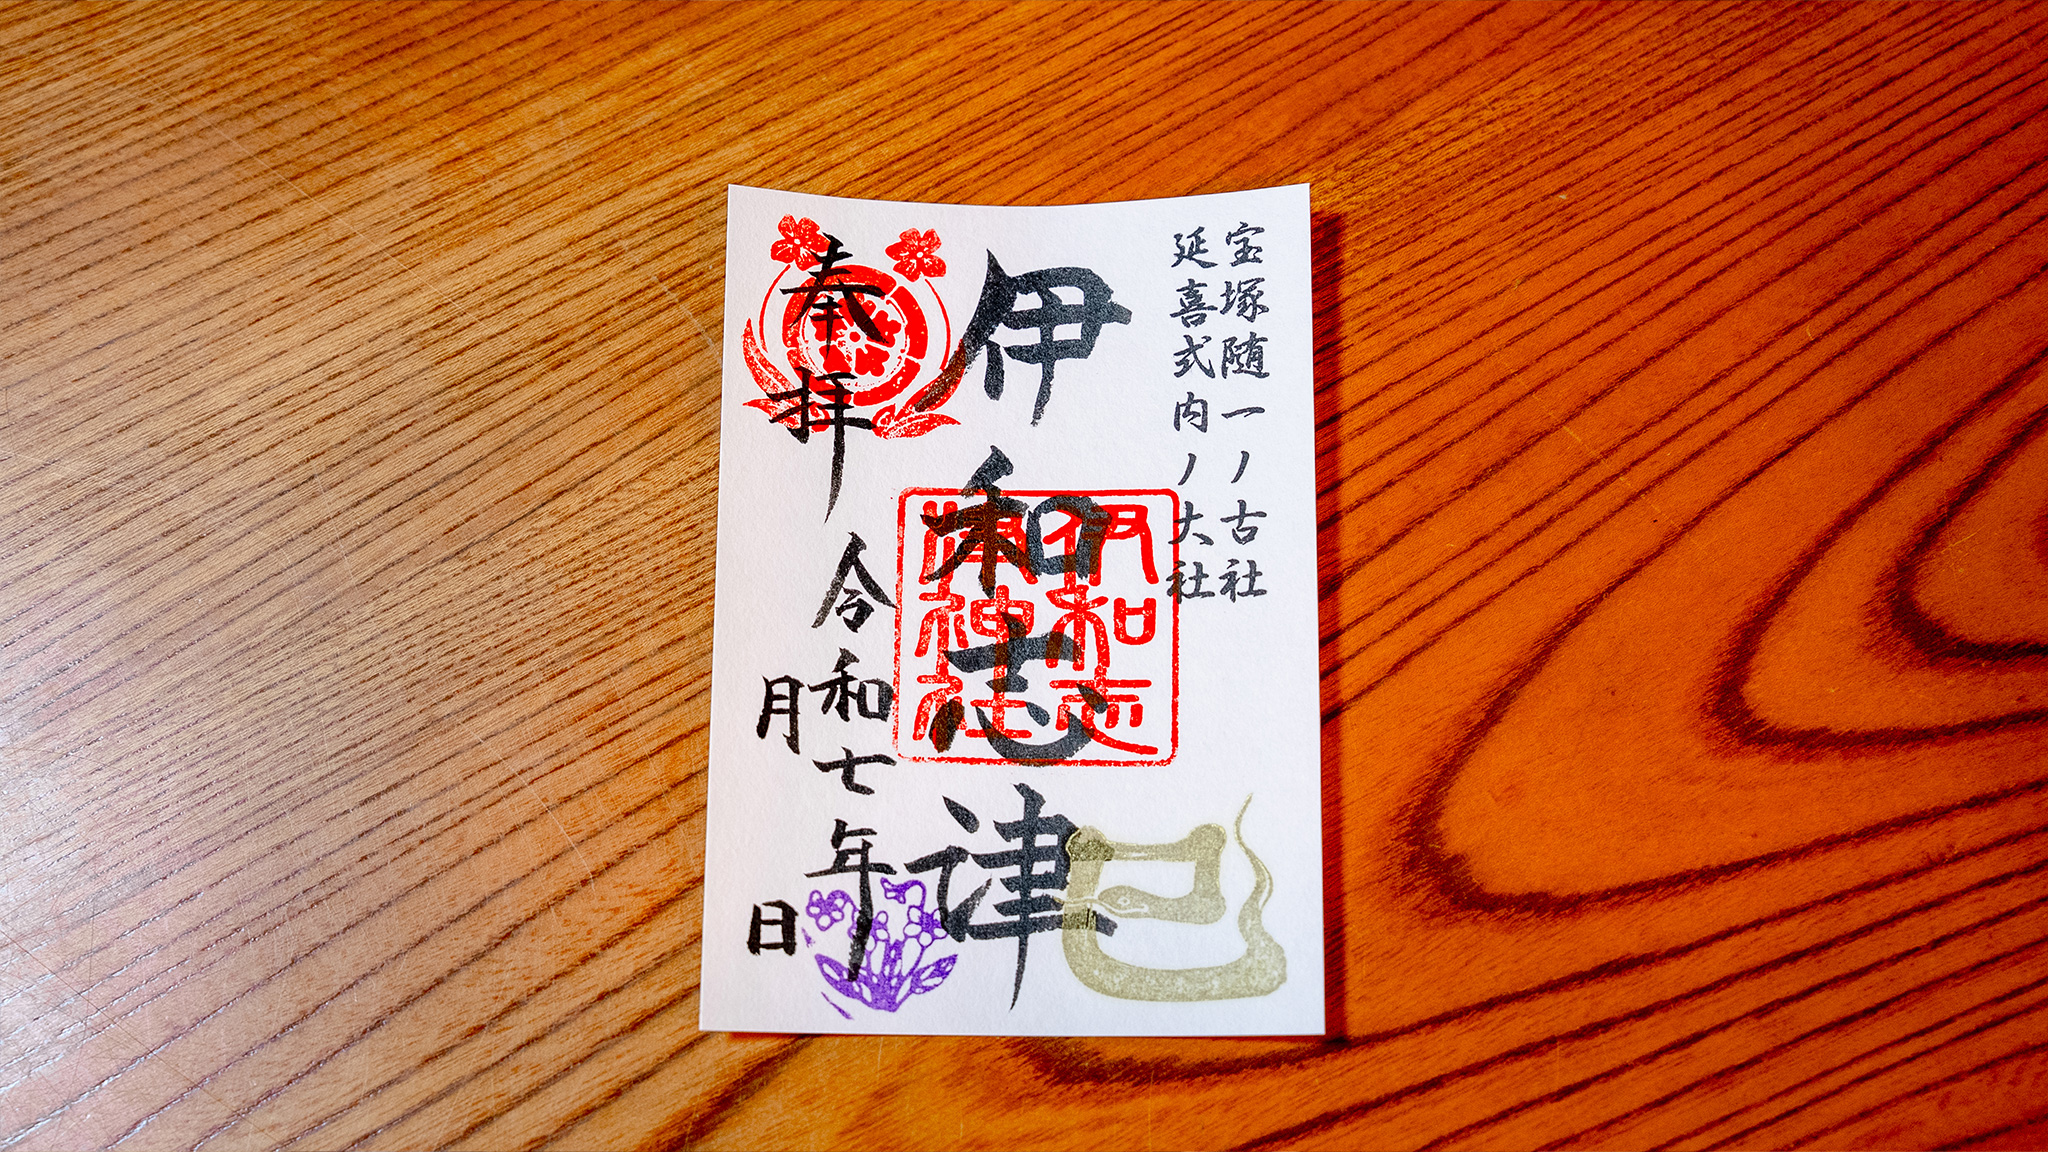 宝塚随一ノ古社
延喜式内ノ大社
伊和志津
伊和志
津神社
奉拝
令和七年
月
日
巳